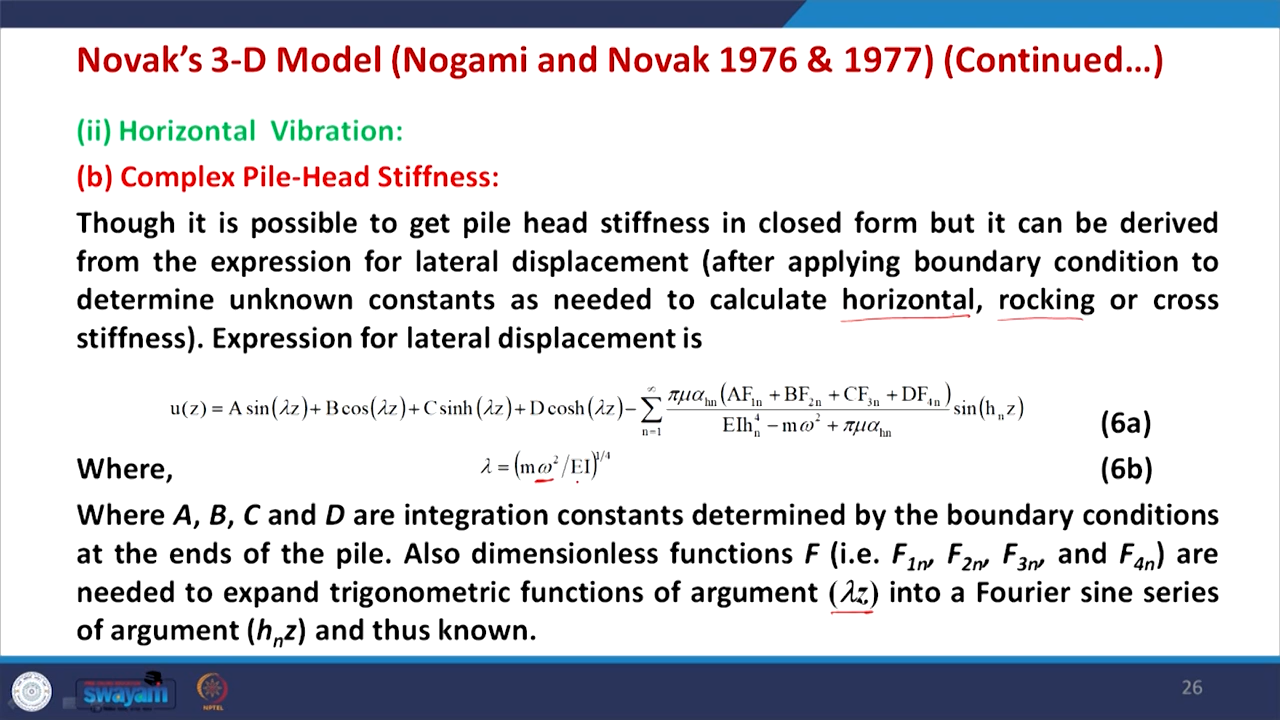 Novak's 3-D Model (Nogami and Novak 1976 & 1977) (Continued…)
(ii) Horizontal Vibration:
(b) Complex Pile-Head Stiffness:
Though it is possible to get pile head stiffness in closed form but it can be derived
from the expression for lateral displacement (after applying boundary condition to
determine unknown constants as needed to calculate horizontal, rocking or cross
stiffness). Expression for lateral displacement is
u(z) = A sin(λz) + B cos(λz) + C sinh(λz) + D cosh(λz) − ∑_{n=1}^{∞} πμα_{hn}(AF_{1n} + BF_{2n} + CF_{3n} + DF_{4n}) / (EIh_n^4 − mω² + πμα_{hn}) sin(h_n z) (6a)
Where, λ = (mω²/EI)^{1/4} (6b)
Where A, B, C and D are integration constants determined by the boundary conditions
at the ends of the pile. Also dimensionless functions F (i.e. F_{1n}, F_{2n}, F_{3n}, and F_{4n}) are
needed to expand trigonometric functions of argument (λz) into a Fourier sine series
of argument (h_n z) and thus known.
swayam
NPTEL
26